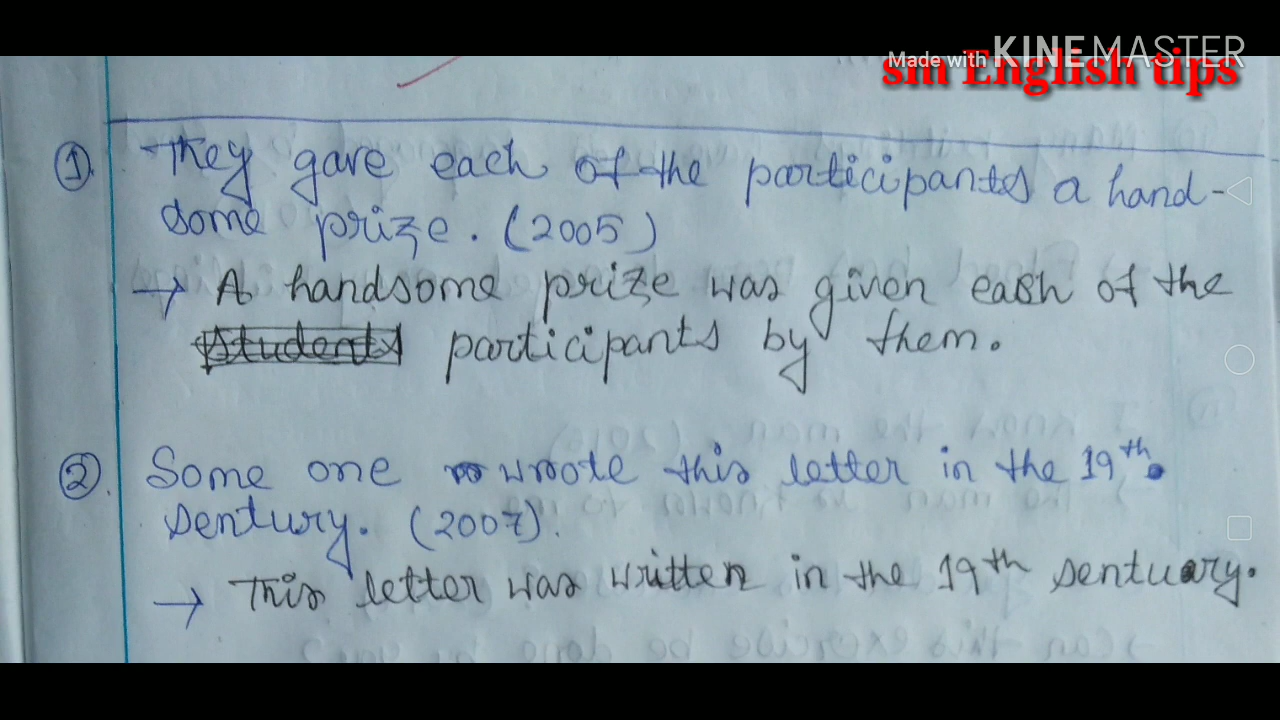 Made with KINEMASTER
sm English tips
① They gave each of the participants a hand-
some prize. (2005)
→ A handsome prize was given each of the
participants by them.
② Some one wrote this letter in the 19th
sentury. (2007).
→ This letter was written in the 19th sentuary.